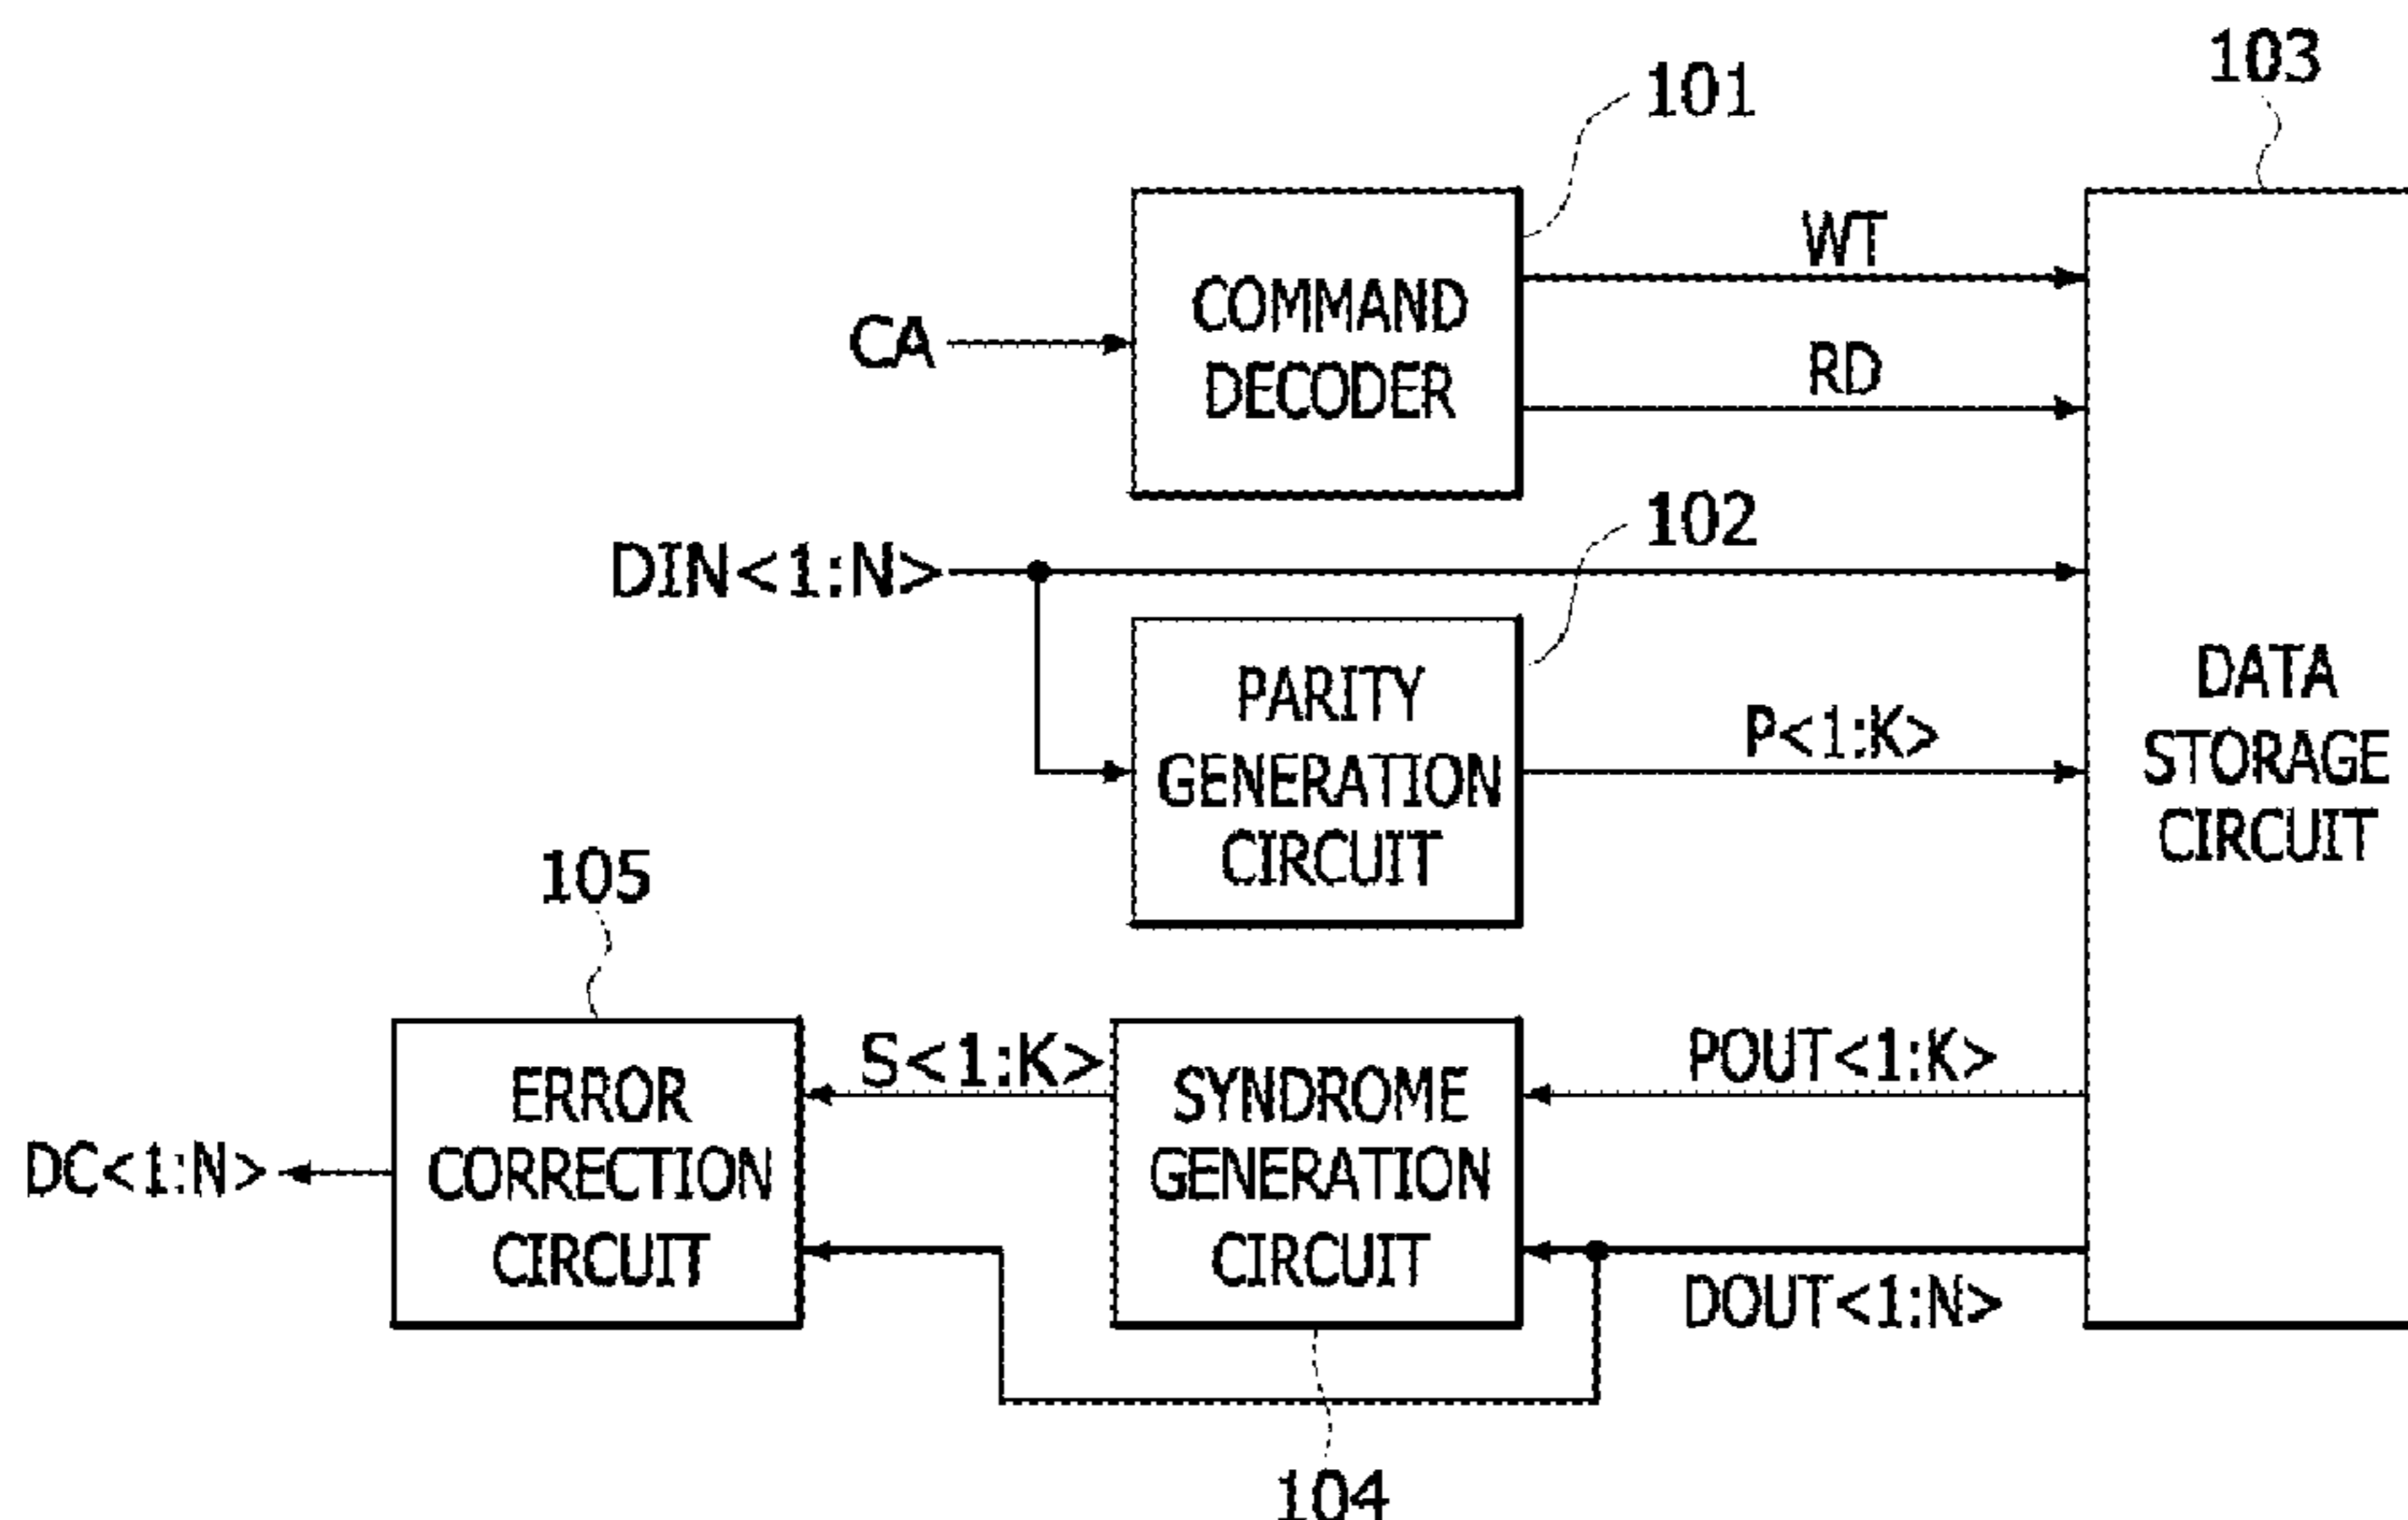 103
101
WT
COMMAND
DECODER
CA
RD
102
DIN<1:N>
PARITY
GENERATION
CIRCUIT
P<1:K>
DATA
STORAGE
CIRCUIT
105
ERROR
CORRECTION
CIRCUIT
S<1:K>
SYNDROME
GENERATION
CIRCUIT
POUT<1:K>
DC<1:N>
DOUT<1:N>
104